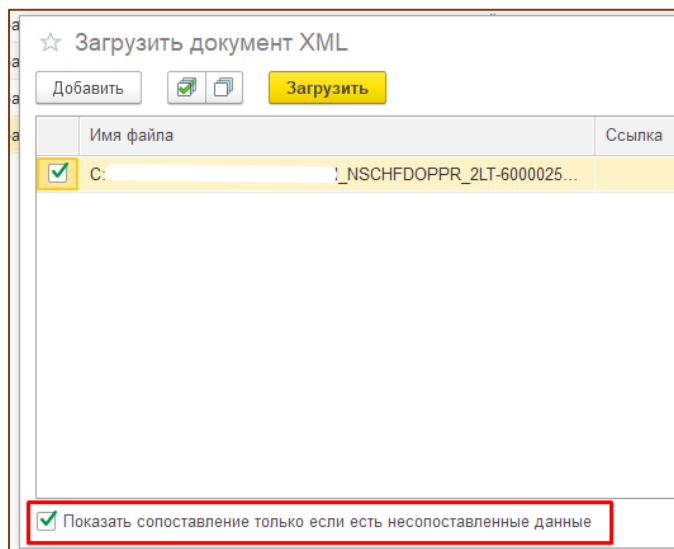 Загрузить документ XML
Добавить
Загрузить
Имя файла Ссылка
C: _NSCHFDOPPR_2LT-6000025...
Показать сопоставление только если есть несопоставленные данные